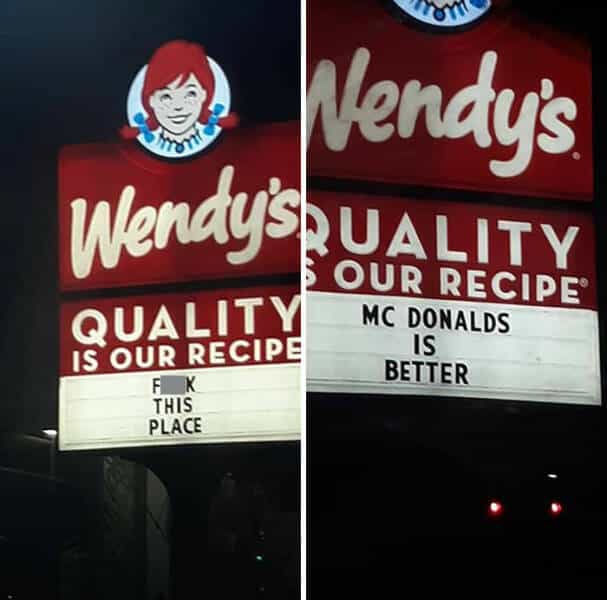 Wendy's
QUALITY
IS OUR RECIPE
F K
THIS
PLACE
Wendy's®
QUALITY
S OUR RECIPE®
MC DONALDS
IS
BETTER